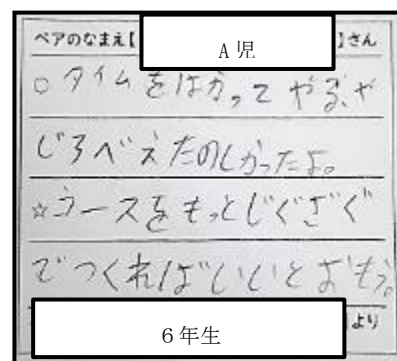 ペアのなまえ【 A児 】さん
○タイムをはかってやる、や
じろべえたのしかったよ。
☆コースをもっとじぐざぐ
でつくればいいとおもう。
6年生 より